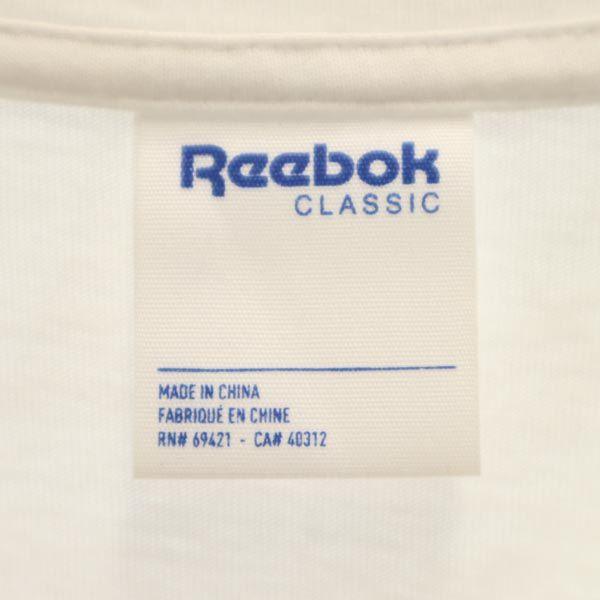 Reebok
CLASSIC
MADE IN CHINA
FABRIQUÉ EN CHINE
RN# 69421 - CA# 40312